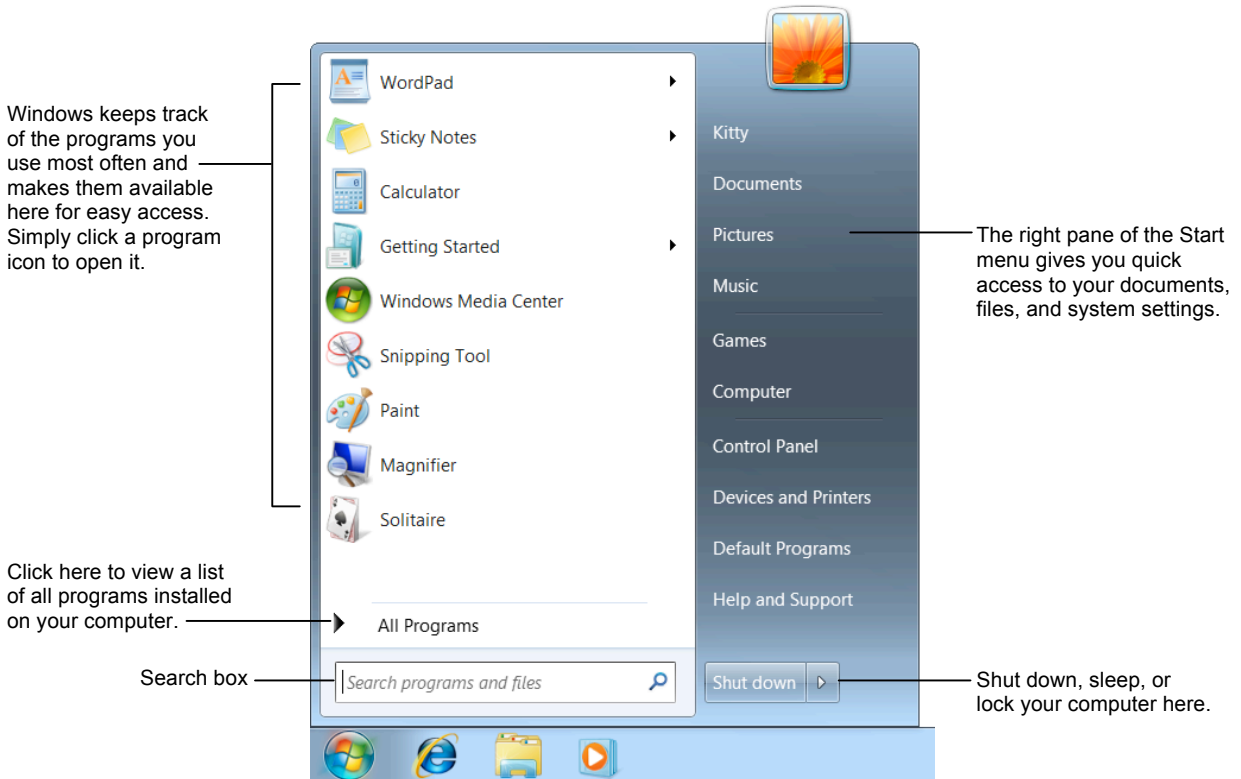 Windows keeps track
of the programs you
use most often and
makes them available
here for easy access.
Simply click a program
icon to open it.
Click here to view a list
of all programs installed
on your computer.
Search box
WordPad
Sticky Notes
Calculator
Getting Started
Windows Media Center
Snipping Tool
Paint
Magnifier
Solitaire
All Programs
Search programs and files
Kitty
Documents
Pictures
Music
Games
Computer
Control Panel
Devices and Printers
Default Programs
Help and Support
Shut down
The right pane of the Start
menu gives you quick
access to your documents,
files, and system settings.
Shut down, sleep, or
lock your computer here.